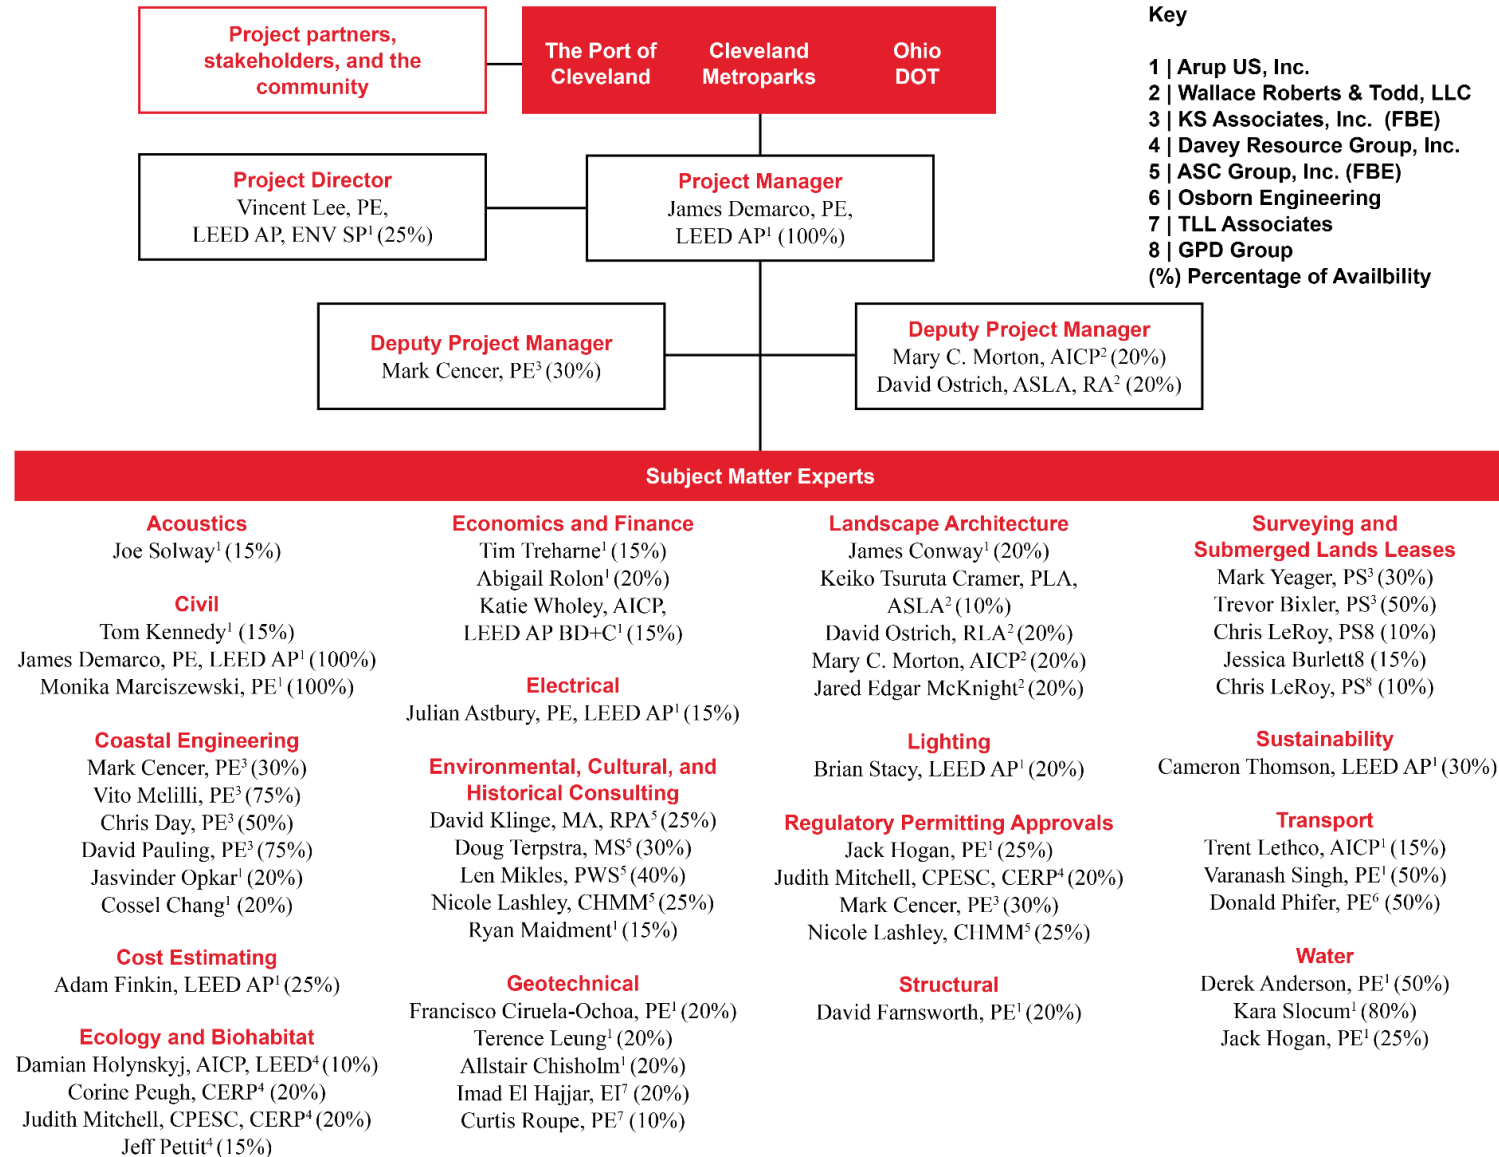 Project partners,
stakeholders, and the
community
The Port of
Cleveland
Cleveland
Metroparks
Ohio
DOT
Key
1 | Arup US, Inc.
2 | Wallace Roberts & Todd, LLC
3 | KS Associates, Inc. (FBE)
4 | Davey Resource Group, Inc.
5 | ASC Group, Inc. (FBE)
6 | Osborn Engineering
7 | TLL Associates
8 | GPD Group
(%) Percentage of Availbility
Project Director
Vincent Lee, PE,
LEED AP, ENV SP¹ (25%)
Project Manager
James Demarco, PE,
LEED AP¹ (100%)
Deputy Project Manager
Mark Cencer, PE³ (30%)
Deputy Project Manager
Mary C. Morton, AICP² (20%)
David Ostrich, ASLA, RA² (20%)
Subject Matter Experts
Acoustics
Joe Solway¹ (15%)
Civil
Tom Kennedy¹ (15%)
James Demarco, PE, LEED AP¹ (100%)
Monika Marciszewski, PE¹ (100%)
Coastal Engineering
Mark Cencer, PE³ (30%)
Vito Melilli, PE³ (75%)
Chris Day, PE³ (50%)
David Pauling, PE³ (75%)
Jasvinder Opkar¹ (20%)
Cossel Chang¹ (20%)
Cost Estimating
Adam Finkin, LEED AP¹ (25%)
Ecology and Biohabitat
Damian Holynskyj, AICP, LEED⁴ (10%)
Corine Peugh, CERP⁴ (20%)
Judith Mitchell, CPESC, CERP⁴ (20%)
Jeff Pettit⁴ (15%)
Economics and Finance
Tim Treharne¹ (15%)
Abigail Rolon¹ (20%)
Katie Wholey, AICP,
LEED AP BD+C¹ (15%)
Electrical
Julian Astbury, PE, LEED AP¹ (15%)
Environmental, Cultural, and
Historical Consulting
David Klinge, MA, RPA⁵ (25%)
Doug Terpstra, MS⁵ (30%)
Len Mikles, PWS⁵ (40%)
Nicole Lashley, CHMM⁵ (25%)
Ryan Maidment¹ (15%)
Geotechnical
Francisco Ciruela-Ochoa, PE¹ (20%)
Terence Leung¹ (20%)
Allstair Chisholm¹ (20%)
Imad El Hajjar, EI⁷ (20%)
Curtis Roupe, PE⁷ (10%)
Landscape Architecture
James Conway¹ (20%)
Keiko Tsuruta Cramer, PLA,
ASLA² (10%)
David Ostrich, RLA² (20%)
Mary C. Morton, AICP² (20%)
Jared Edgar McKnight² (20%)
Lighting
Brian Stacy, LEED AP¹ (20%)
Regulatory Permitting Approvals
Jack Hogan, PE¹ (25%)
Judith Mitchell, CPESC, CERP⁴ (20%)
Mark Cencer, PE³ (30%)
Nicole Lashley, CHMM⁵ (25%)
Structural
David Farnsworth, PE¹ (20%)
Surveying and
Submerged Lands Leases
Mark Yeager, PS³ (30%)
Trevor Bixler, PS³ (50%)
Chris LeRoy, PS8 (10%)
Jessica Burlett8 (15%)
Chris LeRoy, PS⁸ (10%)
Sustainability
Cameron Thomson, LEED AP¹ (30%)
Transport
Trent Lethco, AICP¹ (15%)
Varanash Singh, PE¹ (50%)
Donald Phifer, PE⁶ (50%)
Water
Derek Anderson, PE¹ (50%)
Kara Slocum¹ (80%)
Jack Hogan, PE¹ (25%)